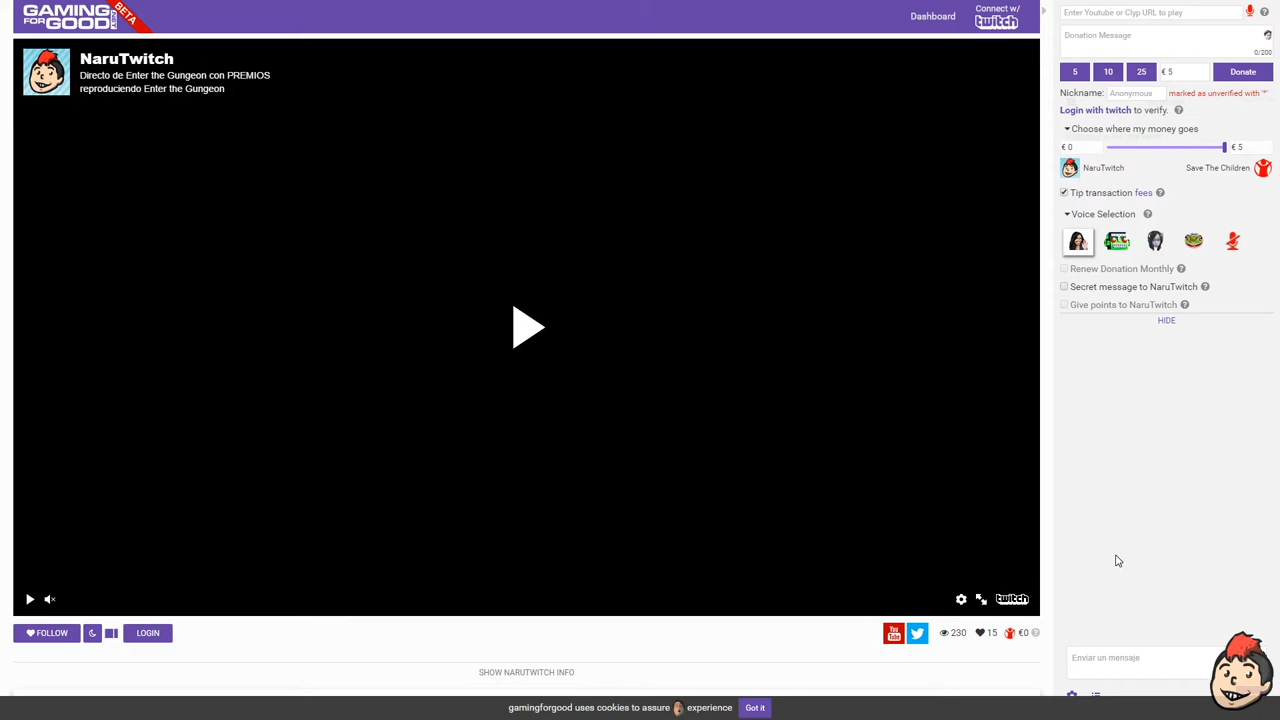 GAMING
FOR GOOD
.NET
BETA
Dashboard
Connect w/
twitch
NaruTwitch
Directo de Enter the Gungeon con PREMIOS
reproduciendo Enter the Gungeon
twitch
FOLLOW
LOGIN
You
Tube
230
15
€0
?
SHOW NARUTWITCH INFO
Enter Youtube or Clyp URL to play
?
Donation Message
0/200
5
10
25
€ 5
Donate
Nickname:
Anonymous
marked as unverified with '*'
Login with twitch to verify.
?
Choose where my money goes
€ 0
€ 5
NaruTwitch
Save The Children
Tip transaction fees
?
Voice Selection
?
Renew Donation Monthly
?
Secret message to NaruTwitch
?
Give points to NaruTwitch
?
HIDE
Enviar un mensaje
gamingforgood uses cookies to assure
experience
Got it